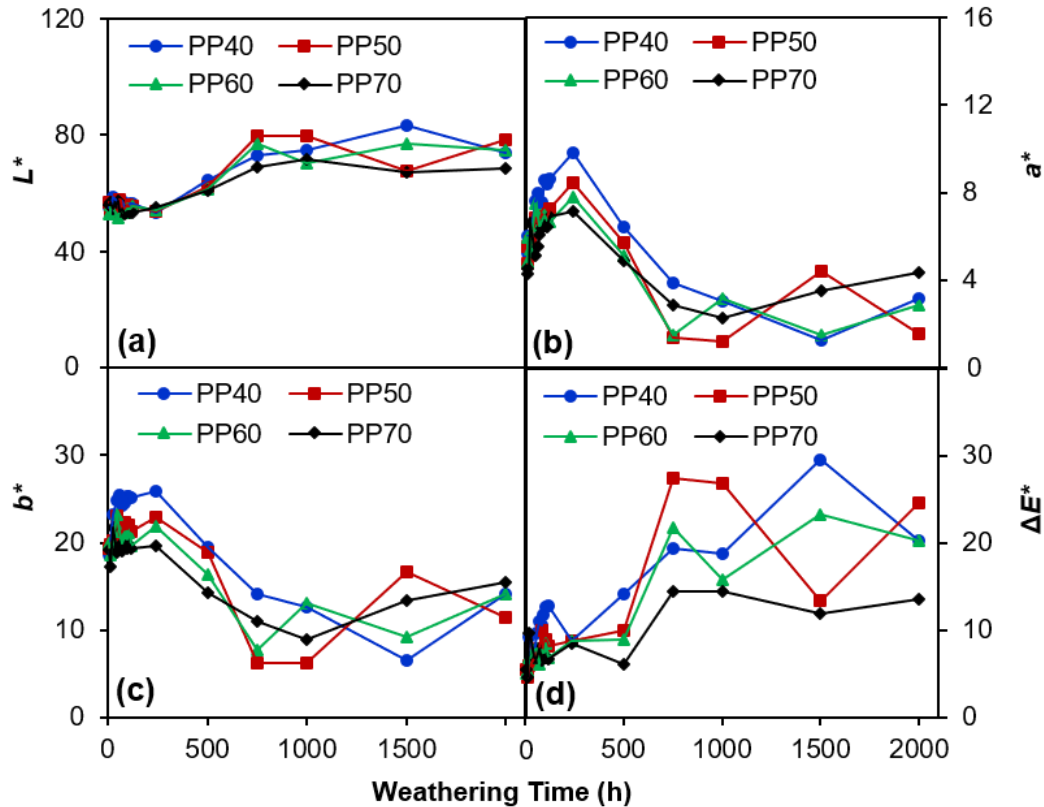 120
80
40
0
L*
PP40 PP50
PP60 PP70
(a)
16
12
8
4
0
a*
PP40 PP50
PP60 PP70
(b)
30
20
10
0
b*
PP40 PP50
PP60 PP70
(c)
0 500 1000 1500
30
20
10
0
ΔE*
PP40 PP50
PP60 PP70
(d)
0 500 1000 1500 2000
Weathering Time (h)